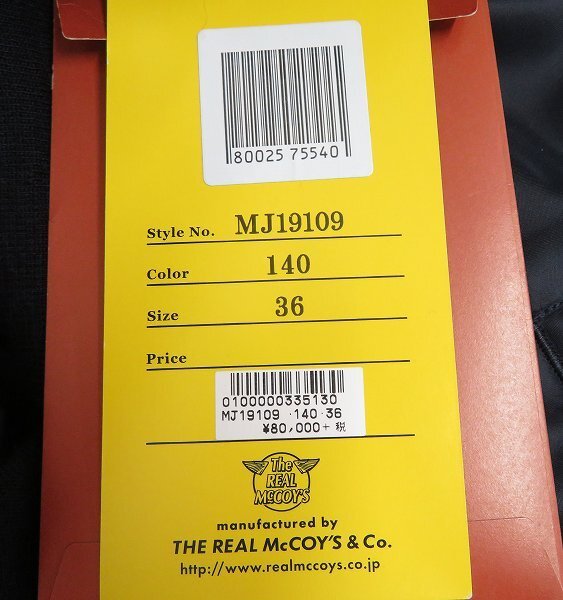 80025 75540
Style No. MJ19109
Color 140
Size 36
Price
0100000335130
MJ19109 ・140・36
¥80,000+ 税
The
REAL
McCOY'S
manufactured by
THE REAL McCOY'S & Co.
http://www.realmccoys.co.jp